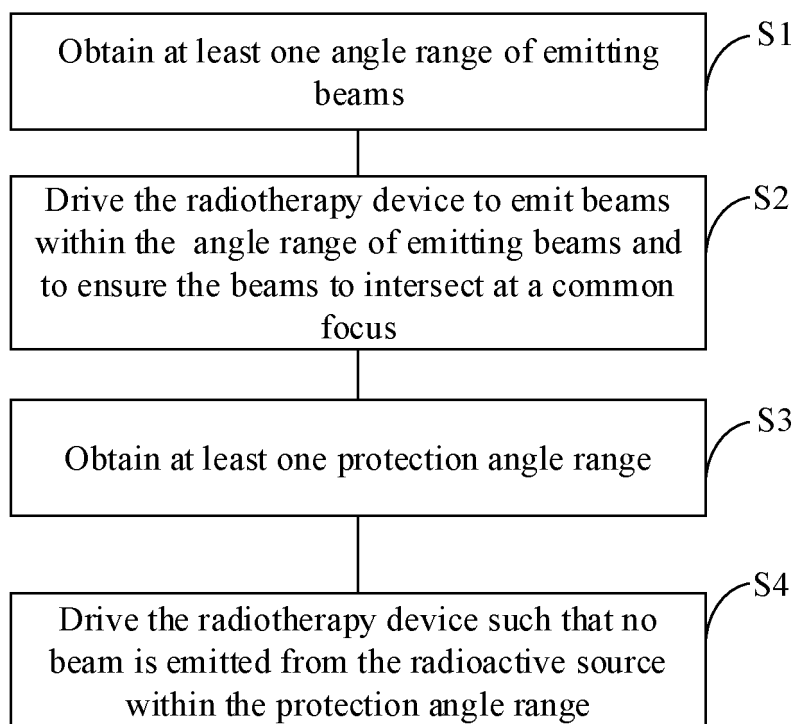 Obtain at least one angle range of emitting
beams
S1
Drive the radiotherapy device to emit beams
within the angle range of emitting beams and
to ensure the beams to intersect at a common
focus
S2
Obtain at least one protection angle range
S3
Drive the radiotherapy device such that no
beam is emitted from the radioactive source
within the protection angle range
S4